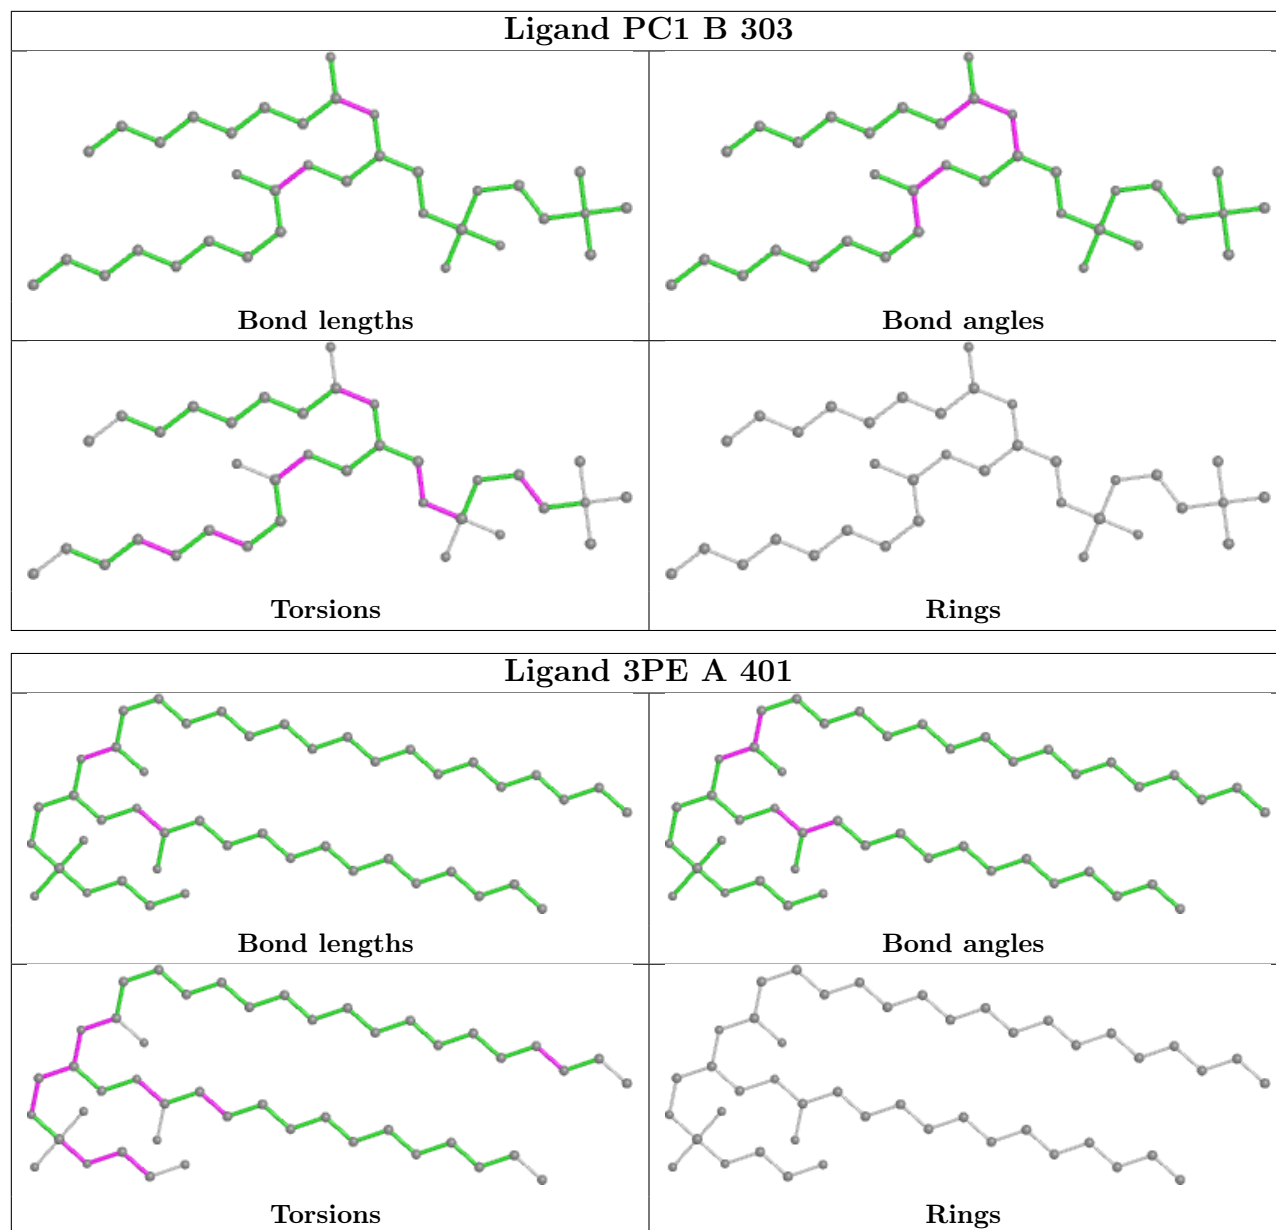 Ligand PC1 B 303
Bond lengths
Bond angles
Torsions
Rings
Ligand 3PE A 401
Bond lengths
Bond angles
Torsions
Rings